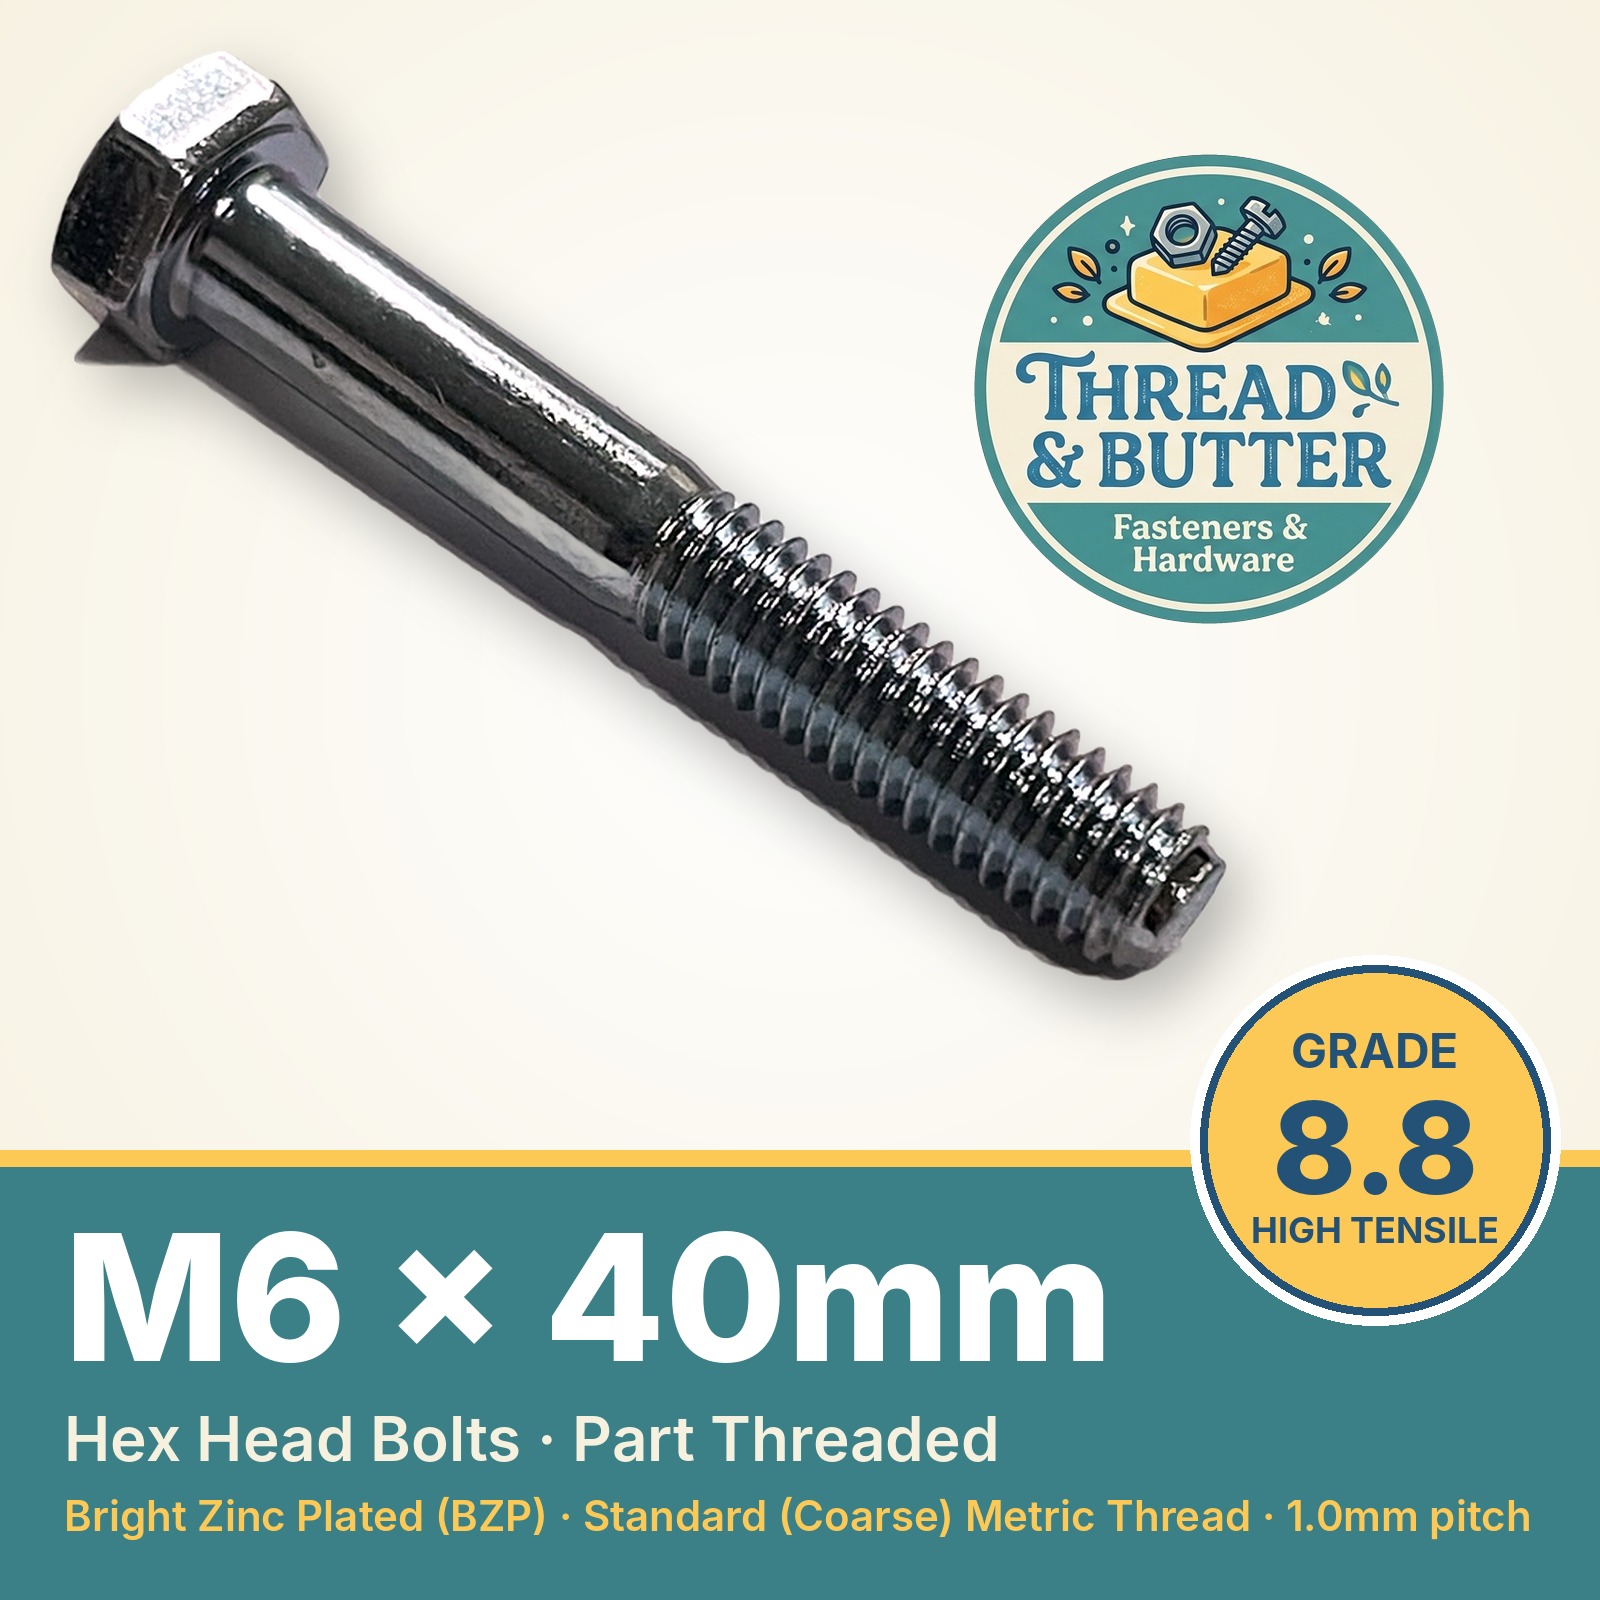 THREAD
& BUTTER
Fasteners &
Hardware
GRADE
8.8
HIGH TENSILE
M6 × 40mm
Hex Head Bolts · Part Threaded
Bright Zinc Plated (BZP) · Standard (Coarse) Metric Thread · 1.0mm pitch